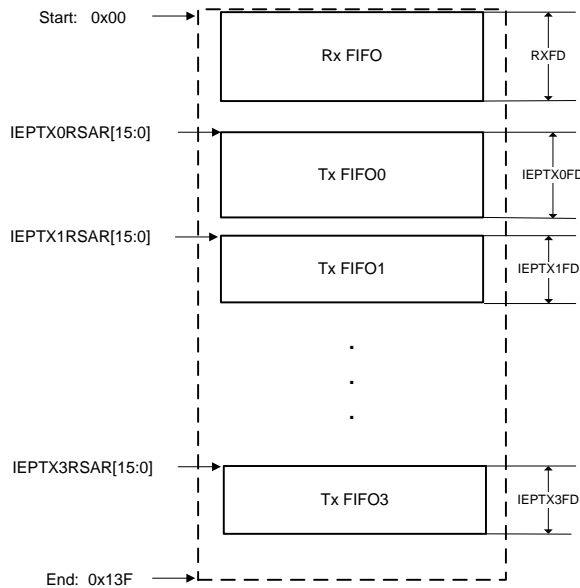 Start: 0x00
Rx FIFO
RXFD
IEPTX0RSAR[15:0]
Tx FIFO0
IEPTX0FD
IEPTX1RSAR[15:0]
Tx FIFO1
IEPTX1FD
.
.
.
IEPTX3RSAR[15:0]
Tx FIFO3
IEPTX3FD
End: 0x13F